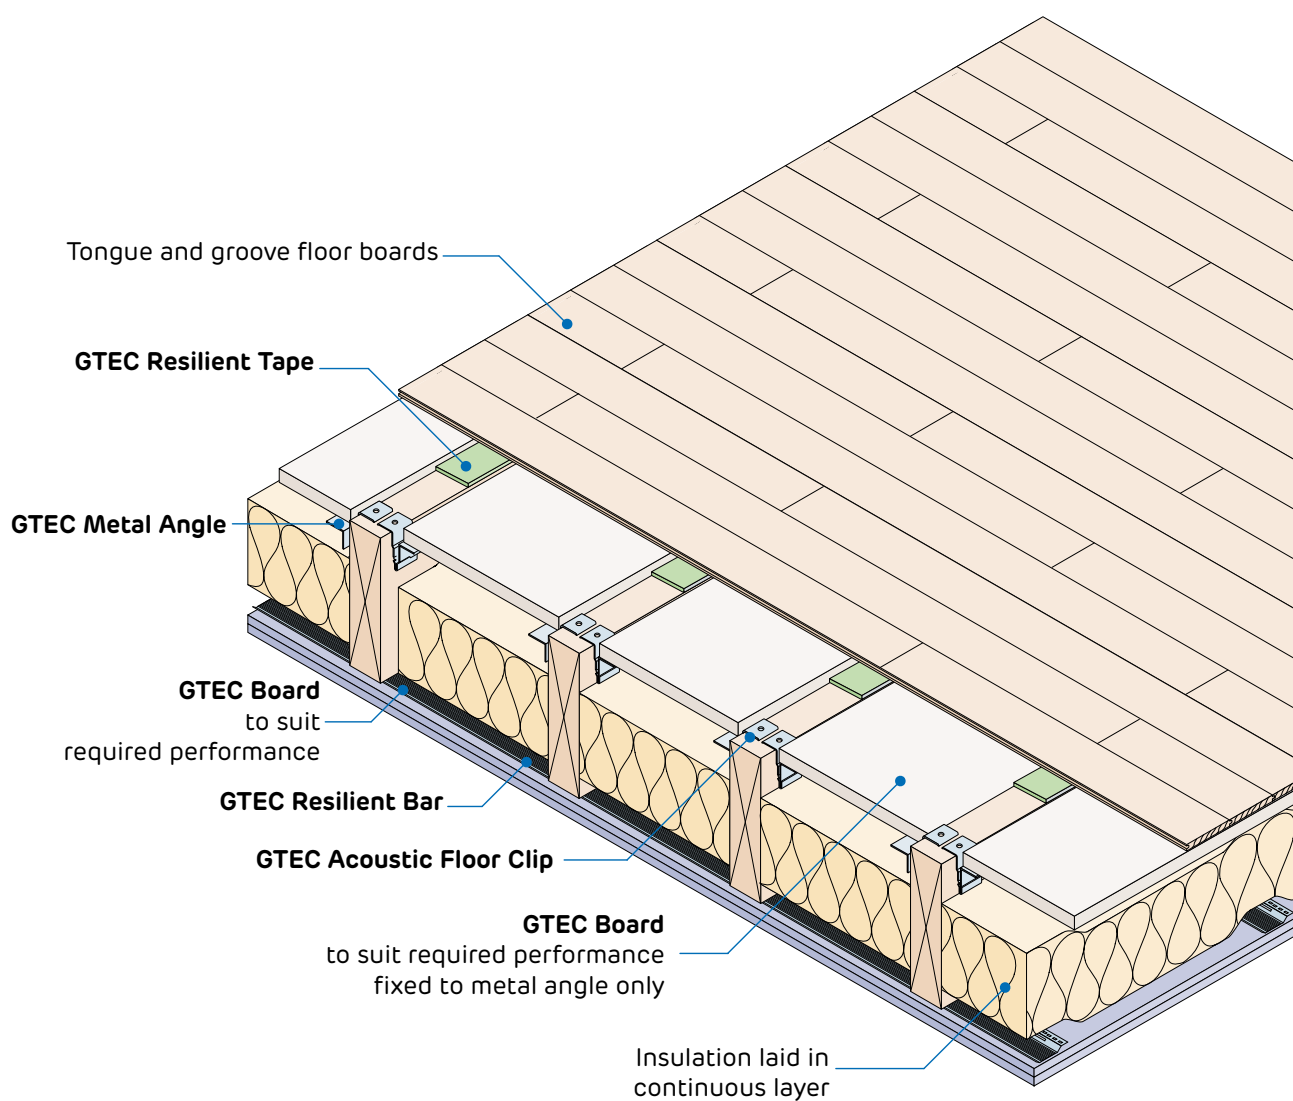 Tongue and groove floor boards
GTEC Resilient Tape
GTEC Metal Angle
GTEC Board
to suit
required performance
GTEC Resilient Bar
GTEC Acoustic Floor Clip
GTEC Board
to suit required performance
fixed to metal angle only
Insulation laid in
continuous layer